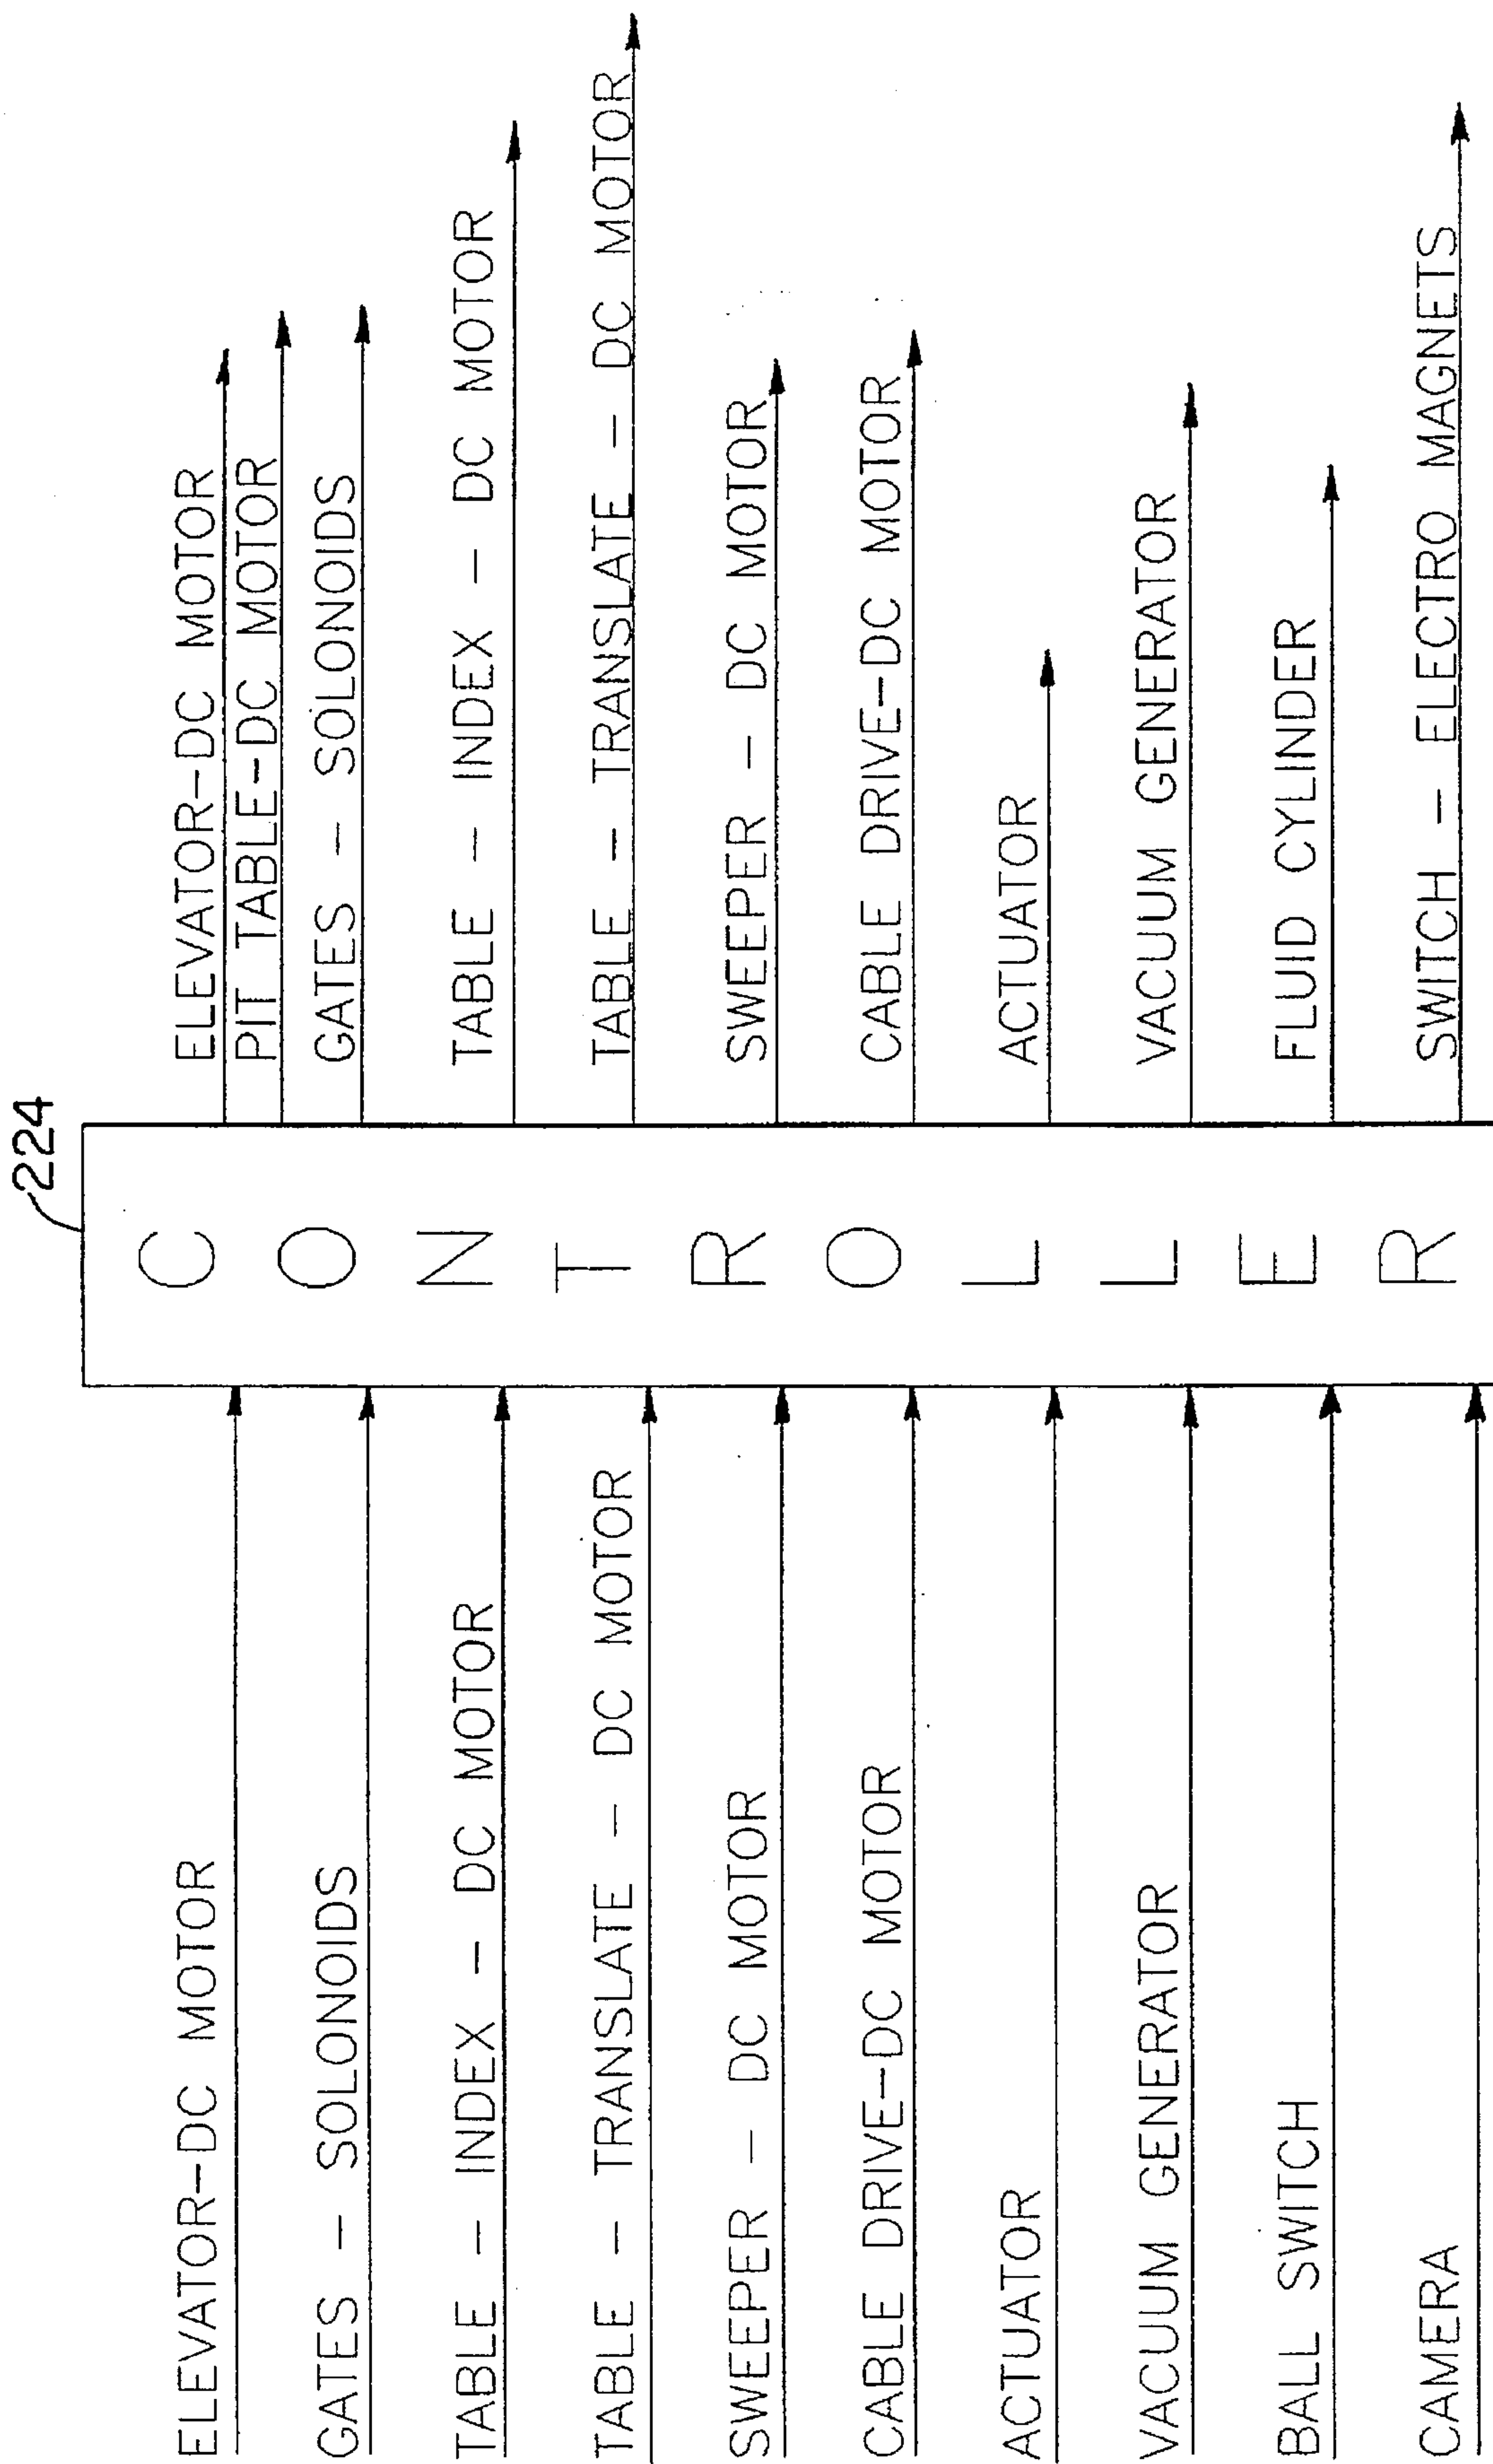 224
ELEVATOR-DC MOTOR
GATES - SOLONOIDS
TABLE - INDEX - DC MOTOR
TABLE - TRANSLATE - DC MOTOR
SWEEPER - DC MOTOR
CABLE DRIVE-DC MOTOR
ACTUATOR
VACUUM GENERATOR
BALL SWITCH
CAMERA
CONTROLLER
ELEVATOR-DC MOTOR
PIT TABLE-DC MOTOR
GATES - SOLONOIDS
TABLE - INDEX - DC MOTOR
TABLE - TRANSLATE - DC MOTOR
SWEEPER - DC MOTOR
CABLE DRIVE-DC MOTOR
ACTUATOR
VACUUM GENERATOR
FLUID CYLINDER
SWITCH - ELECTRO MAGNETS